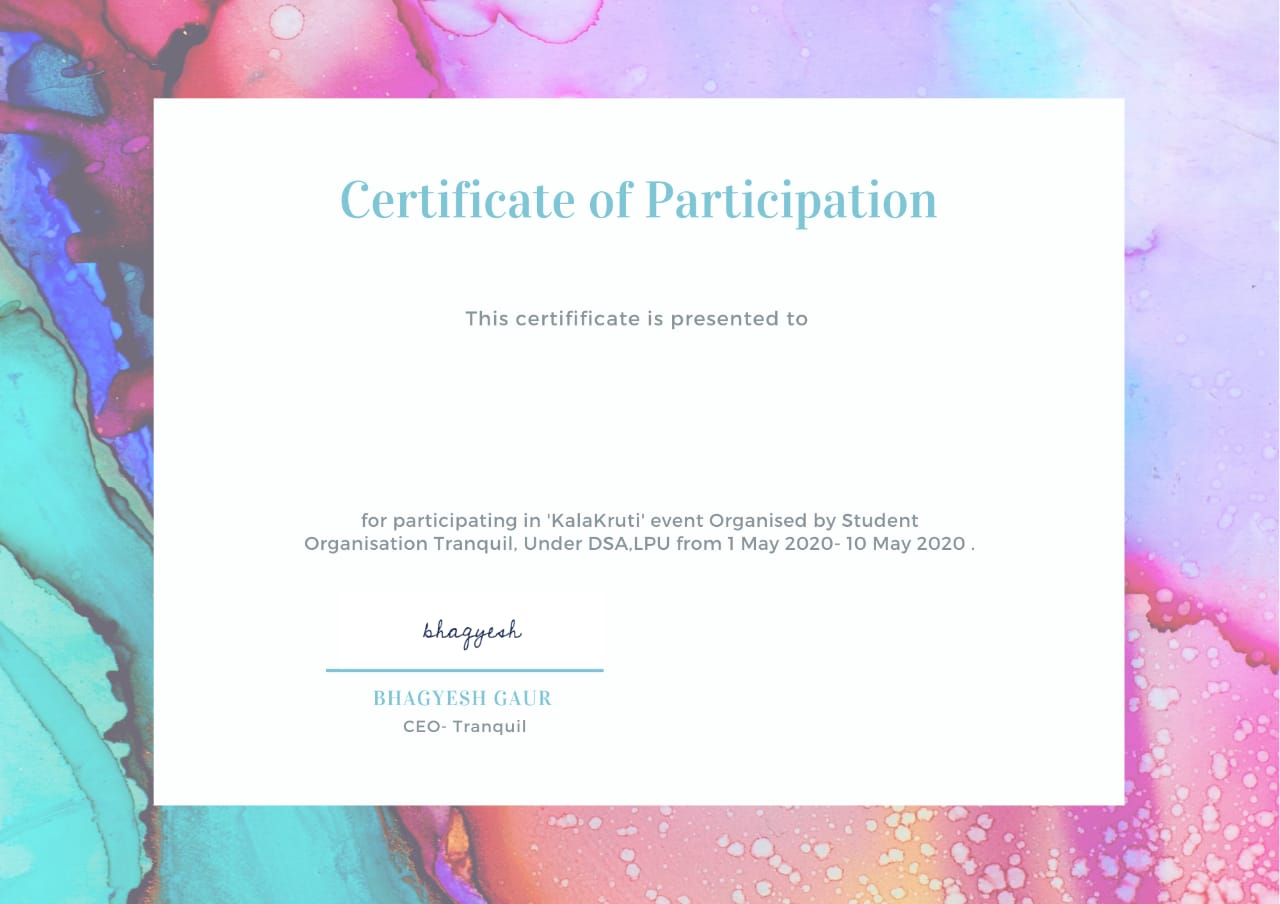 Certificate of Participation
This certifificate is presented to
for participating in 'KalaKruti' event Organised by Student
Organisation Tranquil, Under DSA,LPU from 1 May 2020- 10 May 2020 .
bhagyesh
BHAGYESH GAUR
CEO- Tranquil